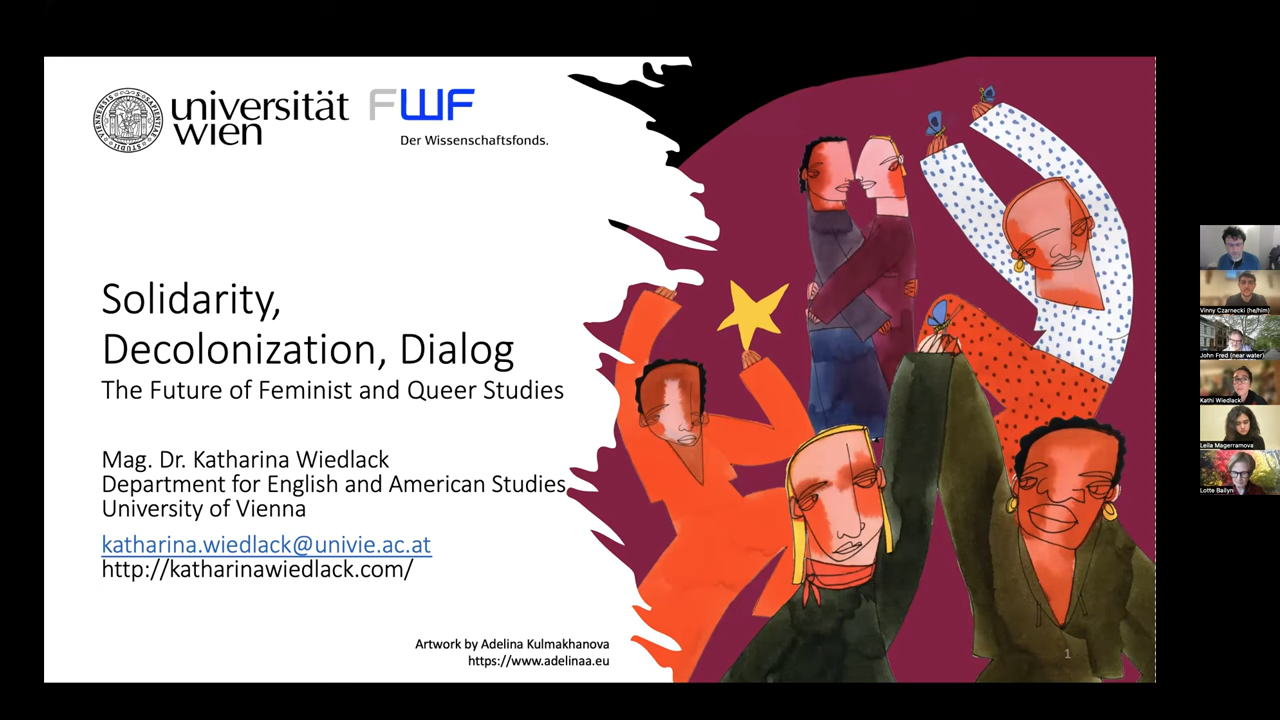 universität
wien
FWF
Der Wissenschaftsfonds.
Solidarity,
Decolonization, Dialog
The Future of Feminist and Queer Studies
Mag. Dr. Katharina Wiedlack
Department for English and American Studies
University of Vienna
katharina.wiedlack@univie.ac.at
http://katharinawiedlack.com/
Artwork by Adelina Kulmakhanova
https://www.adelinaa.eu
1
Vinny Czarnecki (he/him)
John Fred (near water)
Kathi Wiedlack
Leila Magerramova
Lotte Bailyn